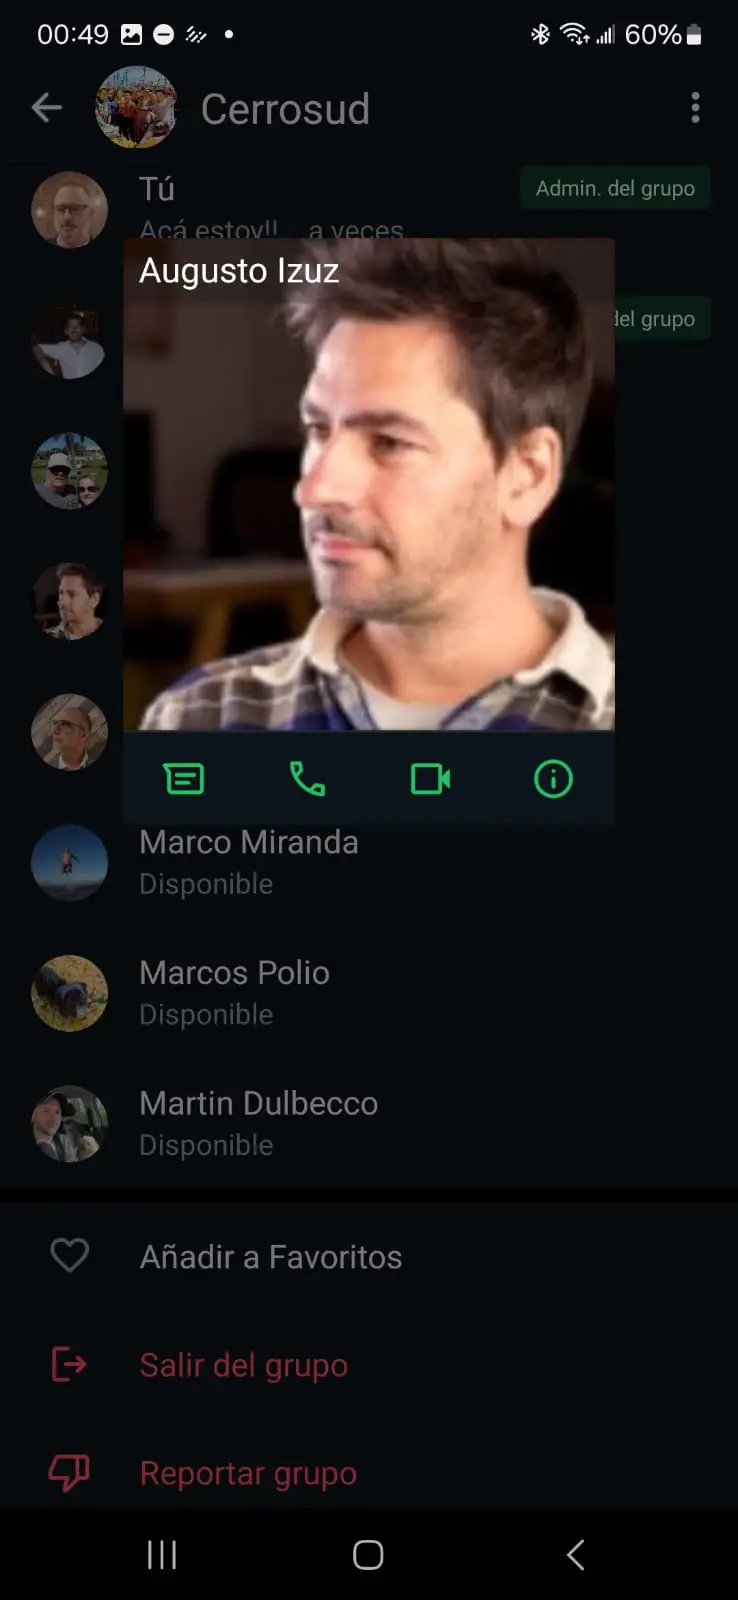 00:49
60%
Cerrosud
Tú
Admin. del grupo
Acá estoy!!... a veces
Augusto Izuz
del grupo
Marco Miranda
Disponible
Marcos Polio
Disponible
Martin Dulbecco
Disponible
Añadir a Favoritos
Salir del grupo
Reportar grupo